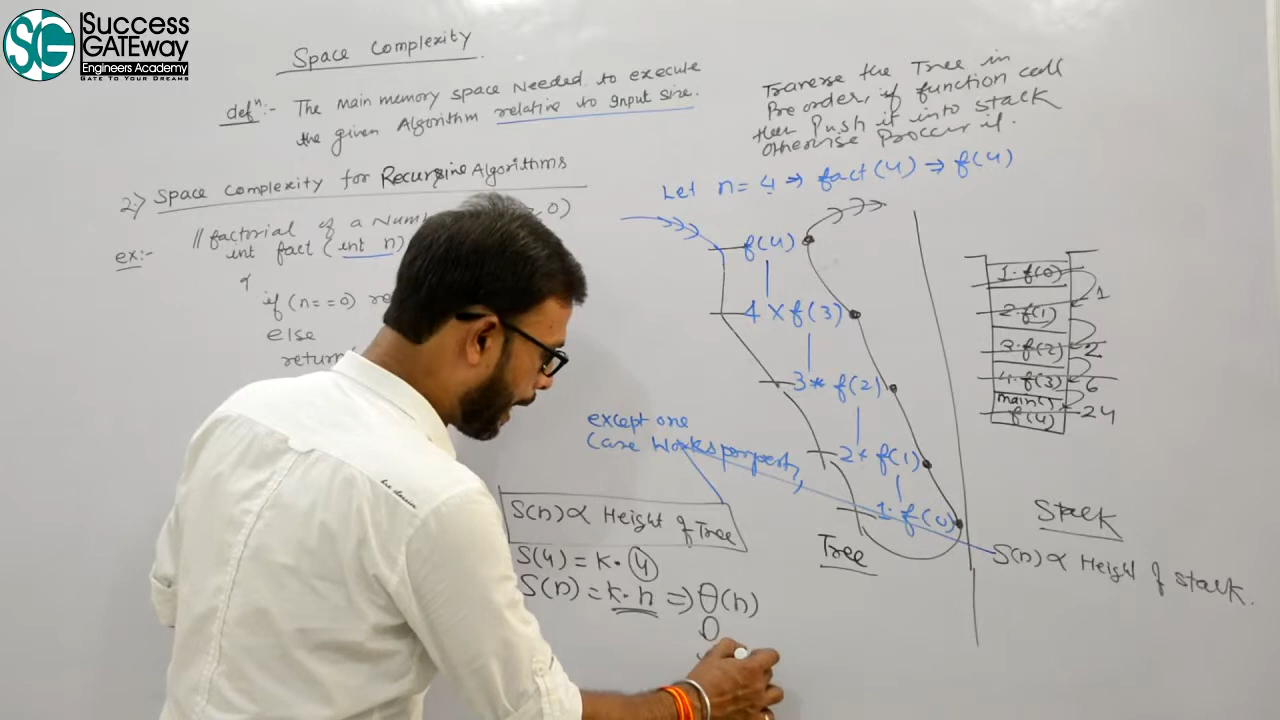 Success
GATEway
Engineers Academy
GATE TO YOUR DREAMS
Space Complexity
defⁿ:- The main memory space Needed to execute
the given Algorithm relative to Input size.
2) Space complexity for Recursive Algorithms
ex:- // factorial of a Num 0)
int fact (int n)
{
if (n==0) re
else
return
Traverse the Tree in
Preorder, if function call
then Push it into stack
otherwise Proccer it.
Let n=4 => fact(4) => f(4)
f(4)
4 × f(3)
3* f(2)
2* f(1)
1·f(0)
Tree
1·f(0)
2·f(1)
3·f(2)
4·f(3)
main()
f(4)
1
2
6
24
Stack
S(n) ∝ Height of stack.
except one
Case works
S(n) ∝ Height of Tree
S(4) = K·4
S(n) = K·n => θ(n)
O